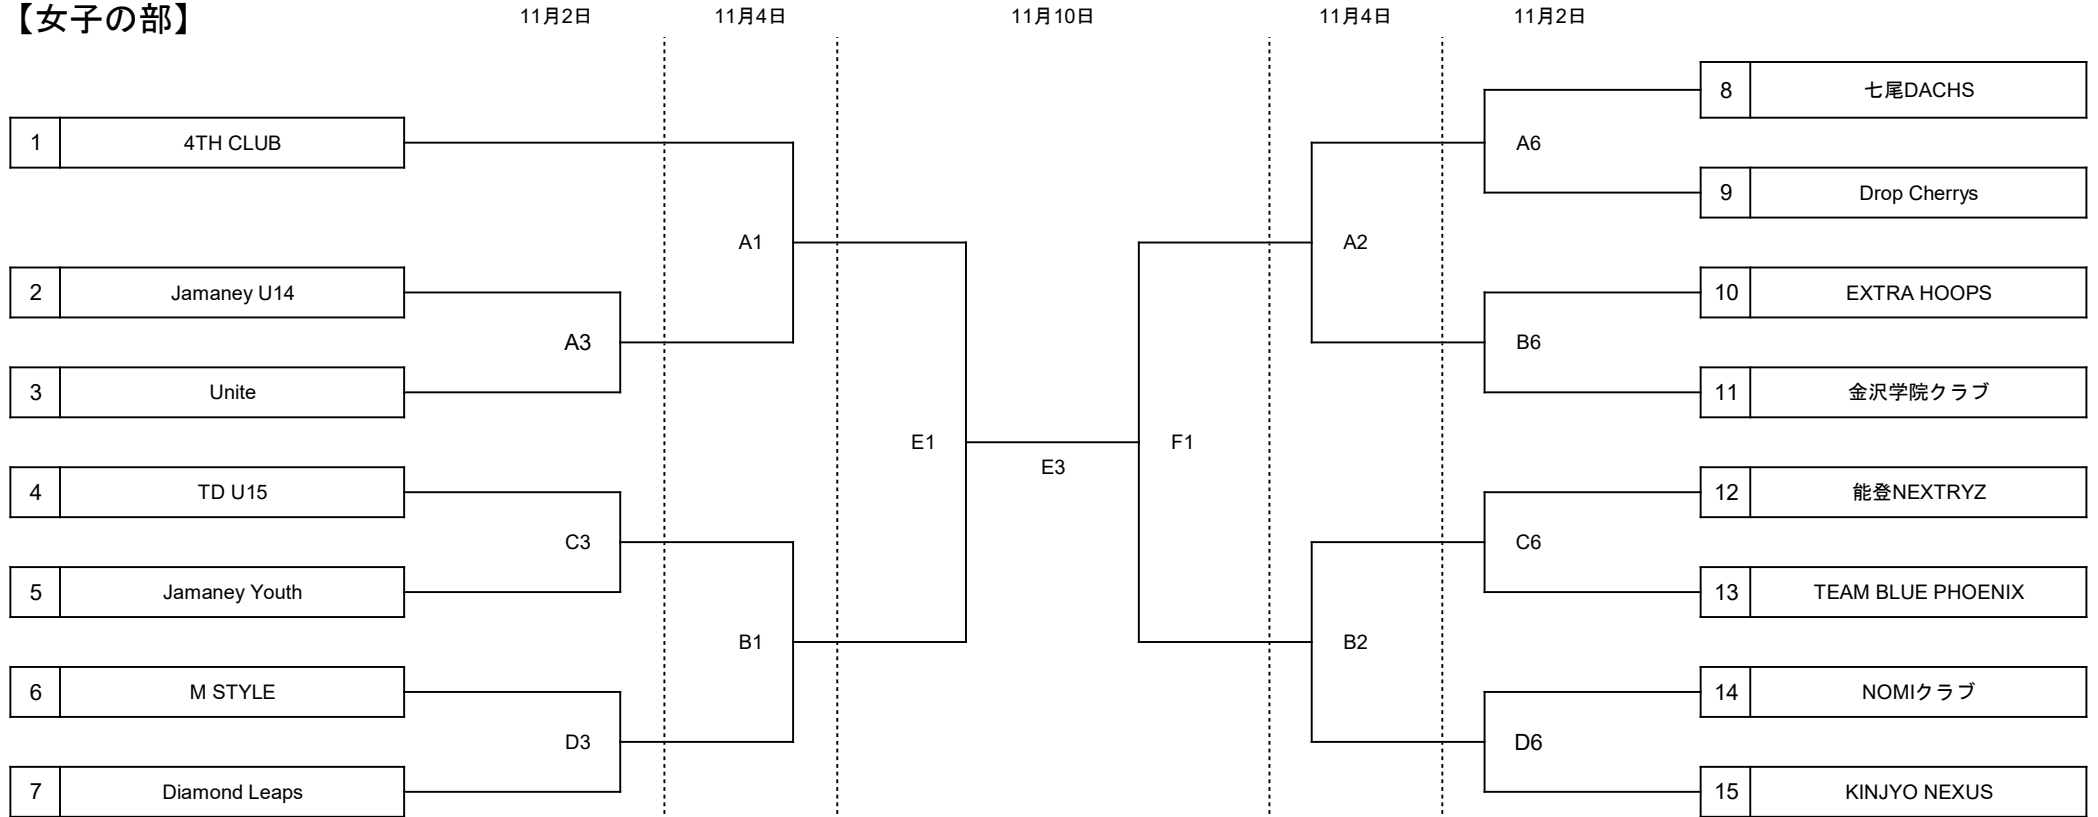 【女子の部】
11月2日
11月4日
11月10日
11月4日
11月2日
1 4TH CLUB
2 Jamaney U14
3 Unite
4 TD U15
5 Jamaney Youth
6 M STYLE
7 Diamond Leaps
A3
C3
D3
A1
B1
E1
E3
F1
A2
B2
A6
B6
C6
D6
8 七尾DACHS
9 Drop Cherrys
10 EXTRA HOOPS
11 金沢学院クラブ
12 能登NEXTRYZ
13 TEAM BLUE PHOENIX
14 NOMIクラブ
15 KINJYO NEXUS